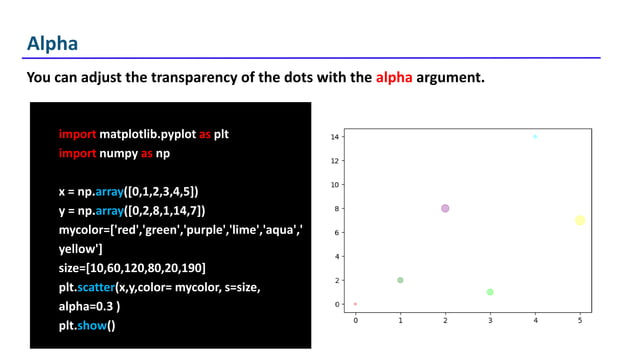 Alpha
You can adjust the transparency of the dots with the alpha argument.
import matplotlib.pyplot as plt
import numpy as np
x = np.array([0,1,2,3,4,5])
y = np.array([0,2,8,1,14,7])
mycolor=['red','green','purple','lime','aqua','
yellow']
size=[10,60,120,80,20,190]
plt.scatter(x,y,color= mycolor, s=size,
alpha=0.3 )
plt.show()
14
12
10
8
6
4
2
0
0 1 2 3 4 5